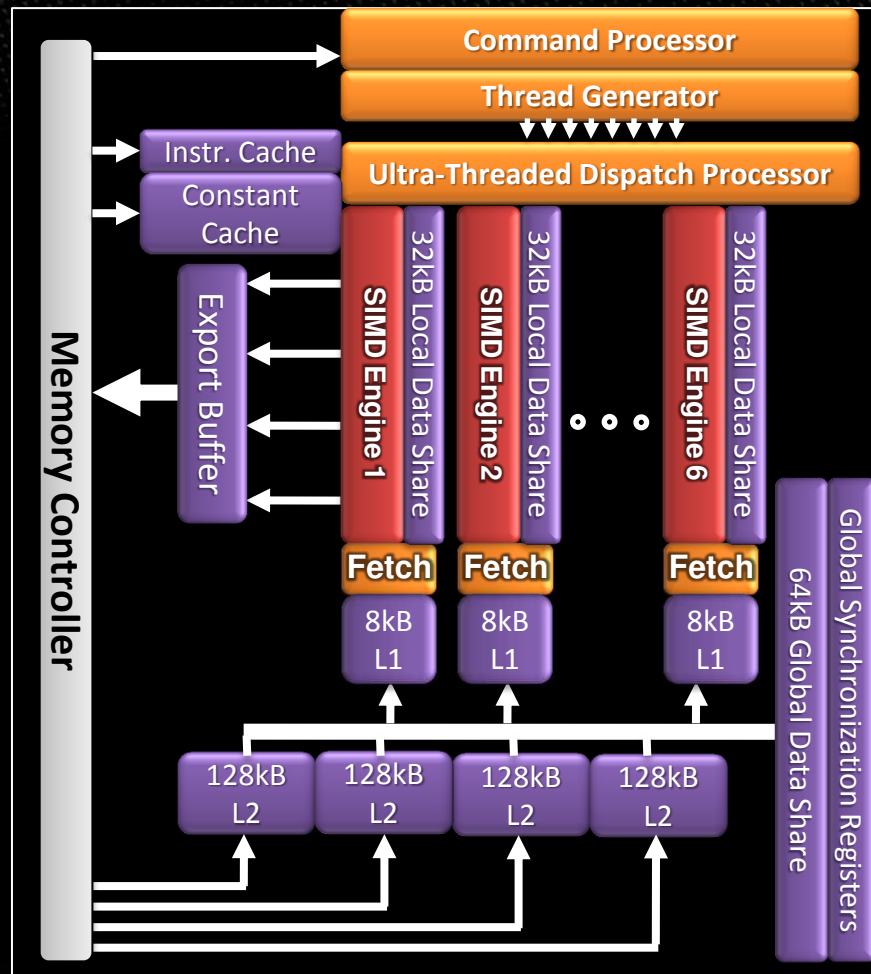 Command Processor
Thread Generator
Instr. Cache
Ultra-Threaded Dispatch Processor
Constant
Cache
Memory Controller
Export Buffer
SIMD Engine 1
32kB Local Data Share
SIMD Engine 2
32kB Local Data Share
SIMD Engine 6
32kB Local Data Share
Fetch
Fetch
Fetch
8kB
L1
8kB
L1
8kB
L1
64kB Global Data Share
Global Synchronization Registers
128kB
L2
128kB
L2
128kB
L2
128kB
L2